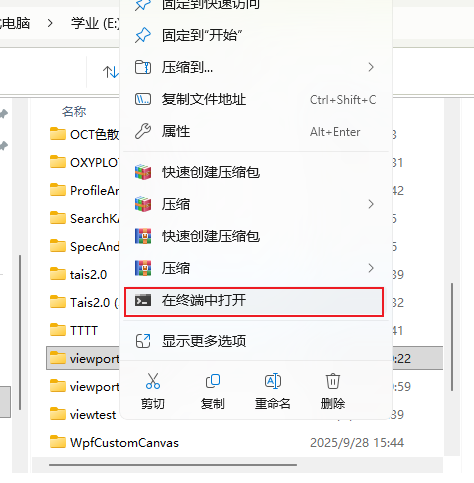 电脑 > 学业 (E:)
固定到快速访问
固定到"开始"
压缩到...
复制文件地址 Ctrl+Shift+C
属性 Alt+Enter
名称
OCT色散
OXYPLO 31
ProfileAn 42
SearchKA
SpecAnd
tais2.0 39
Tais2.0 ( 32
TTTT 41
viewport 0:22
viewport 0:59
viewtest 39
WpfCustomCanvas 2025/9/28 15:44
快速创建压缩包
压缩
快速创建压缩包
压缩
在终端中打开
显示更多选项
剪切 复制 重命名 删除